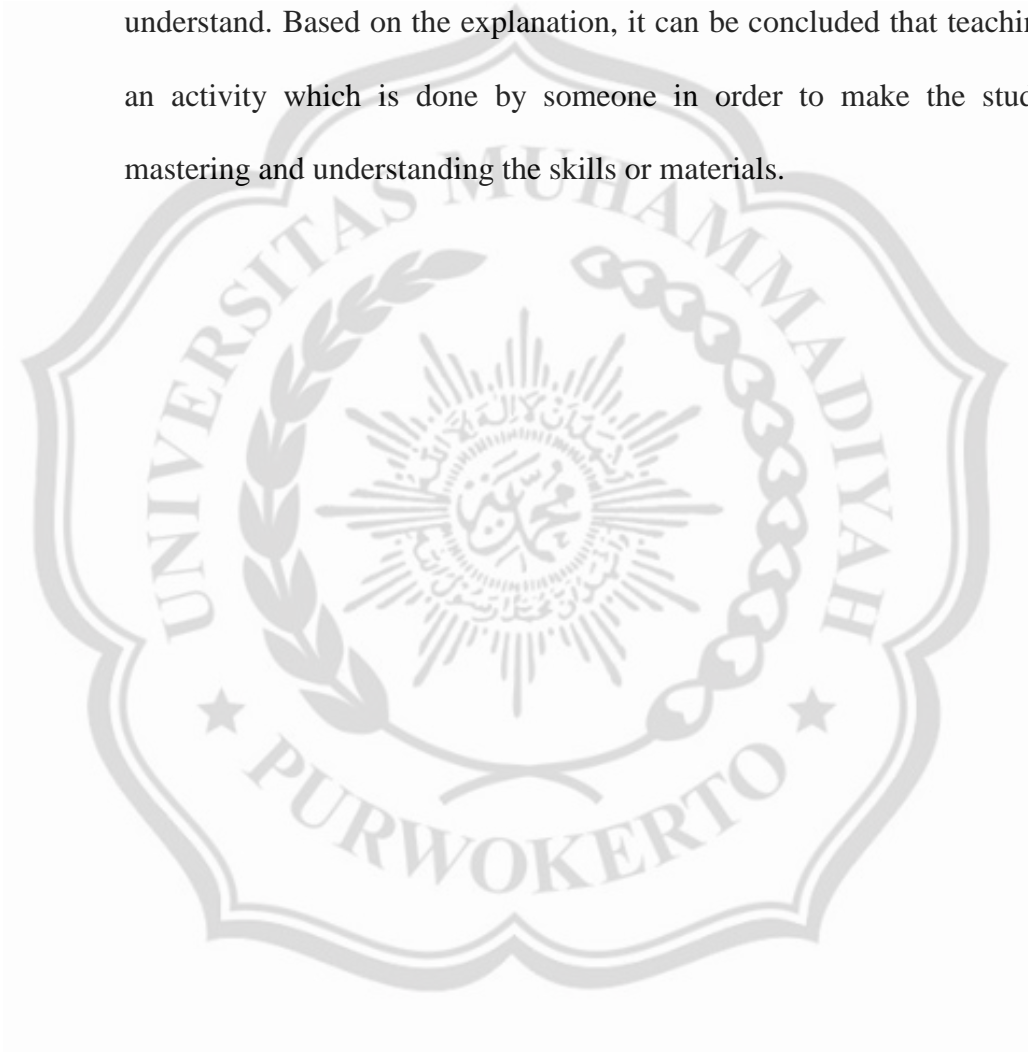 understand. Based on the explanation, it can be concluded that teachin
an activity which is done by someone in order to make the stud
mastering and understanding the skills or materials.
UNIVERSITAS MUHAMMADIYAH
PURWOKERTO